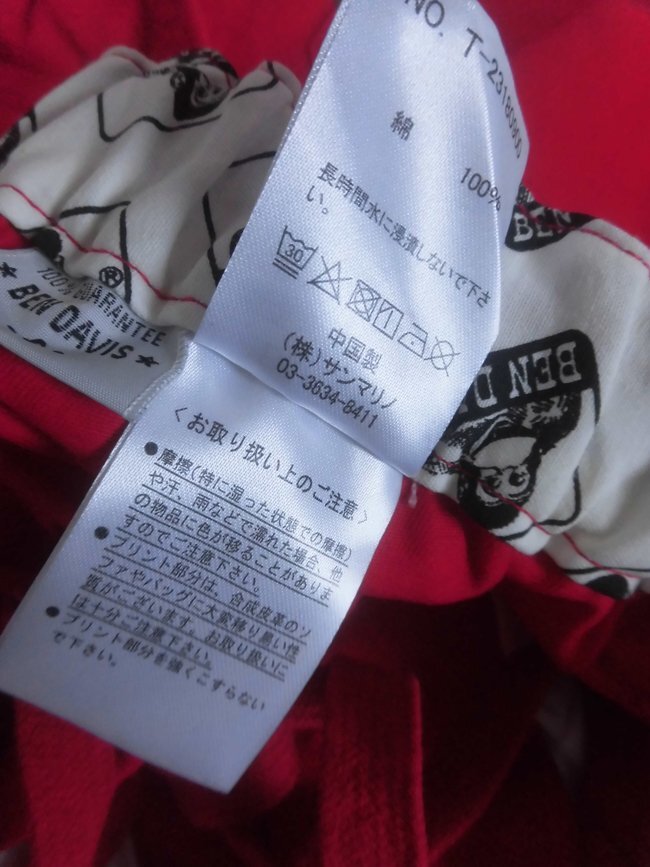 NO. T-23180900
綿 100%
長時間水に浸漬しないで下さ
い。
30
中国製
(株)サンマリノ
03-3634-8411
100% GUARANTEE
BEN DAVIS
®
BEN
BEN D
<お取り扱い上のご注意>
●摩擦(特に湿った状態での摩擦)
や汗、雨などで濡れた場合、他
の物品に色が移ることがありま
すのでご注意下さい。
●プリント部分は、合成皮革のソ
ファやバッグに大変移り易い性
質がございます。お取り扱いに
は十分ご注意下さい。
●プリント部分を強くこすらない
で下さい。